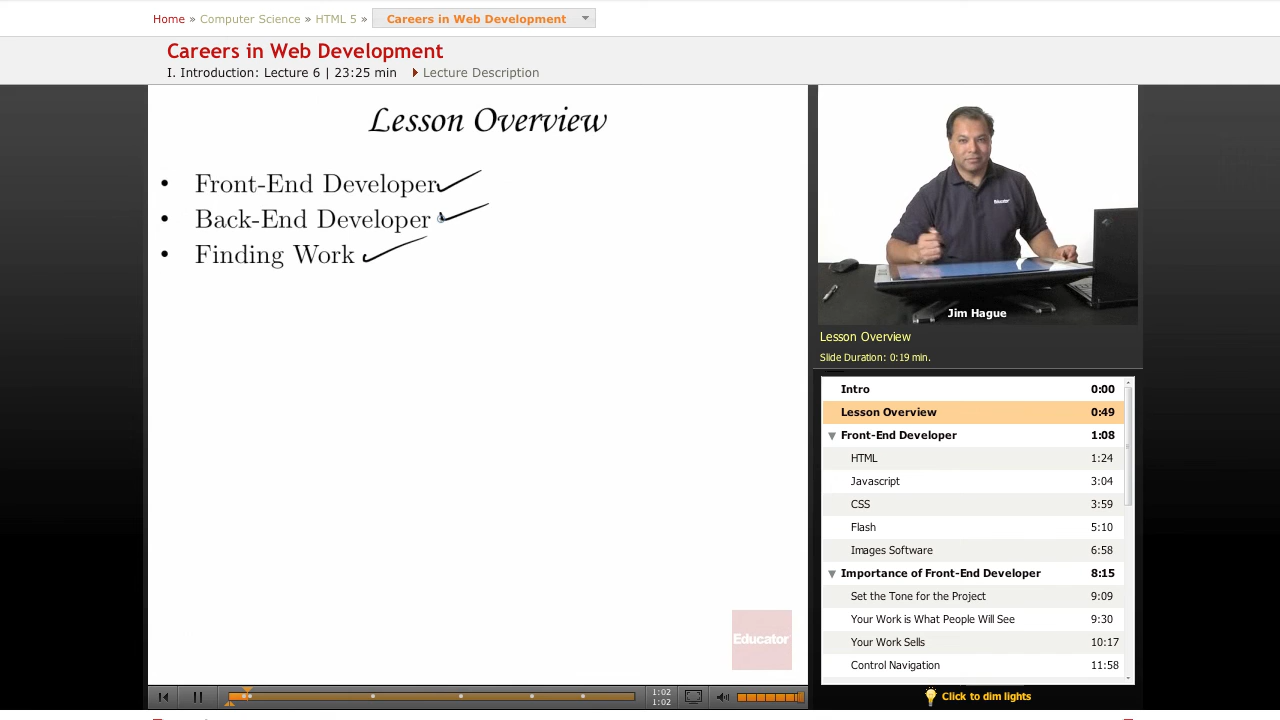 Home » Computer Science » HTML 5 » Careers in Web Development
Careers in Web Development
I. Introduction: Lecture 6 | 23:25 min Lecture Description
Lesson Overview
• Front-End Developer
• Back-End Developer
• Finding Work
Educator
Educator
Jim Hague
Lesson Overview
Slide Duration: 0:19 min.
Intro 0:00
Lesson Overview 0:49
Front-End Developer 1:08
HTML 1:24
Javascript 3:04
CSS 3:59
Flash 5:10
Images Software 6:58
Importance of Front-End Developer 8:15
Set the Tone for the Project 9:09
Your Work is What People Will See 9:30
Your Work Sells 10:17
Control Navigation 11:58
1:02
1:02
Click to dim lights